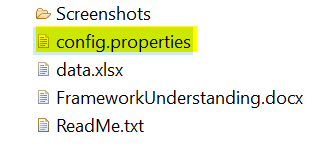 Screenshots
config.properties
data.xlsx
FrameworkUnderstanding.docx
ReadMe.txt